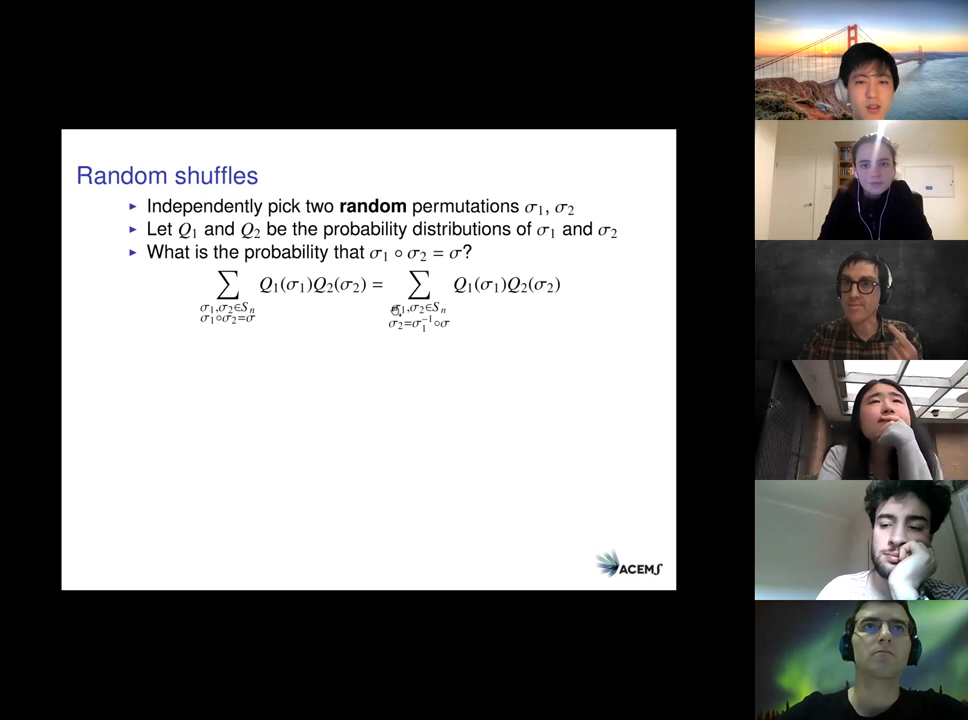 Random shuffles
▸ Independently pick two random permutations σ₁, σ₂
▸ Let Q₁ and Q₂ be the probability distributions of σ₁ and σ₂
▸ What is the probability that σ₁ ∘ σ₂ = σ?
∑ Q₁(σ₁)Q₂(σ₂) = ∑ Q₁(σ₁)Q₂(σ₂)
σ₁,σ₂∈Sₙ σ₁,σ₂∈Sₙ
σ₁∘σ₂=σ σ₂=σ₁⁻¹∘σ
ACEMS